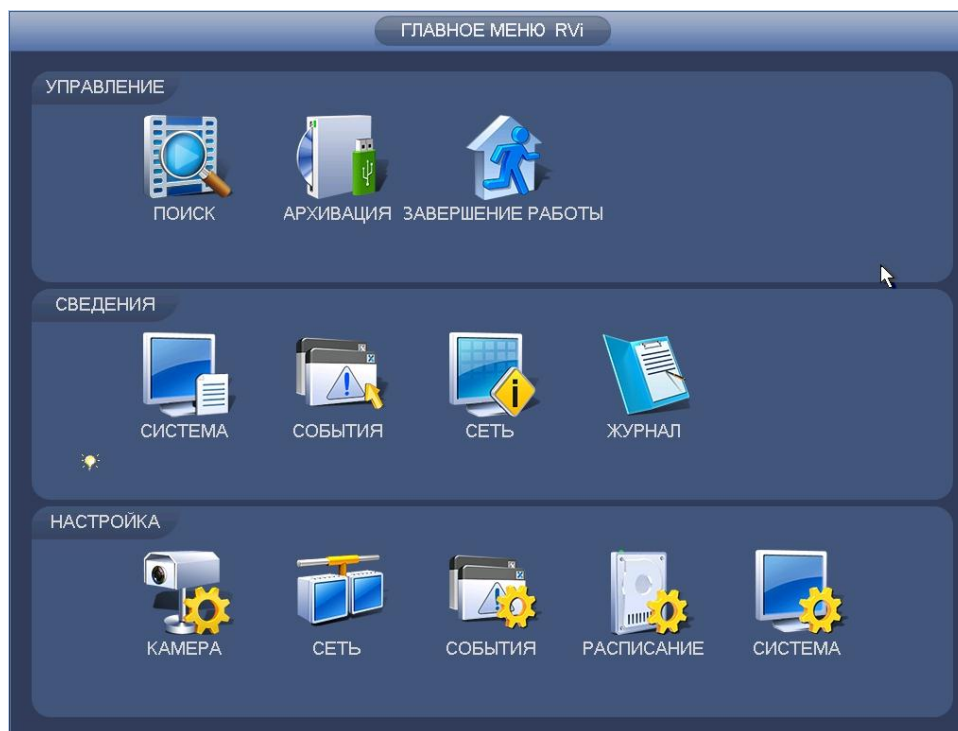 ГЛАВНОЕ МЕНЮ RVi
УПРАВЛЕНИЕ
ПОИСК АРХИВАЦИЯ ЗАВЕРШЕНИЕ РАБОТЫ
СВЕДЕНИЯ
СИСТЕМА СОБЫТИЯ СЕТЬ ЖУРНАЛ
НАСТРОЙКА
КАМЕРА СЕТЬ СОБЫТИЯ РАСПИСАНИЕ СИСТЕМА